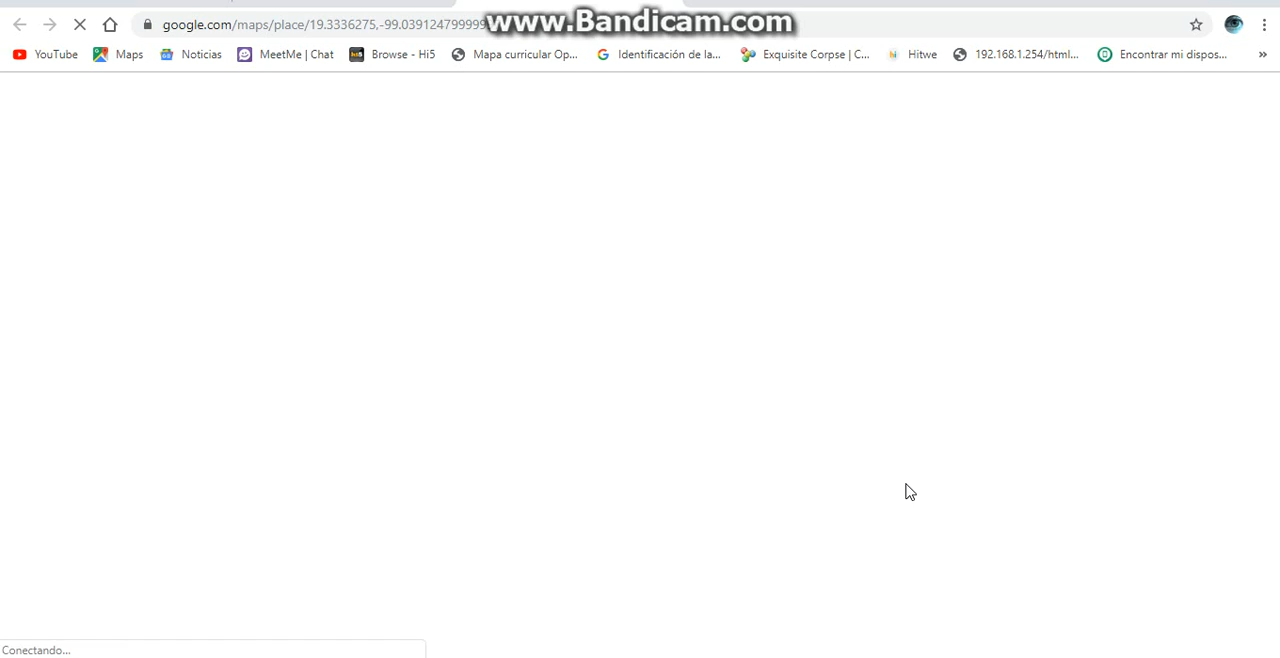 google.com/maps/place/19.3336275,-99.0391247999999
www.Bandicam.com
YouTube
Maps
Noticias
MeetMe | Chat
Browse - Hi5
Mapa curricular Op...
Identificación de la...
Exquisite Corpse | C...
Hitwe
192.168.1.254/html...
Encontrar mi dispos...
»
Conectando...